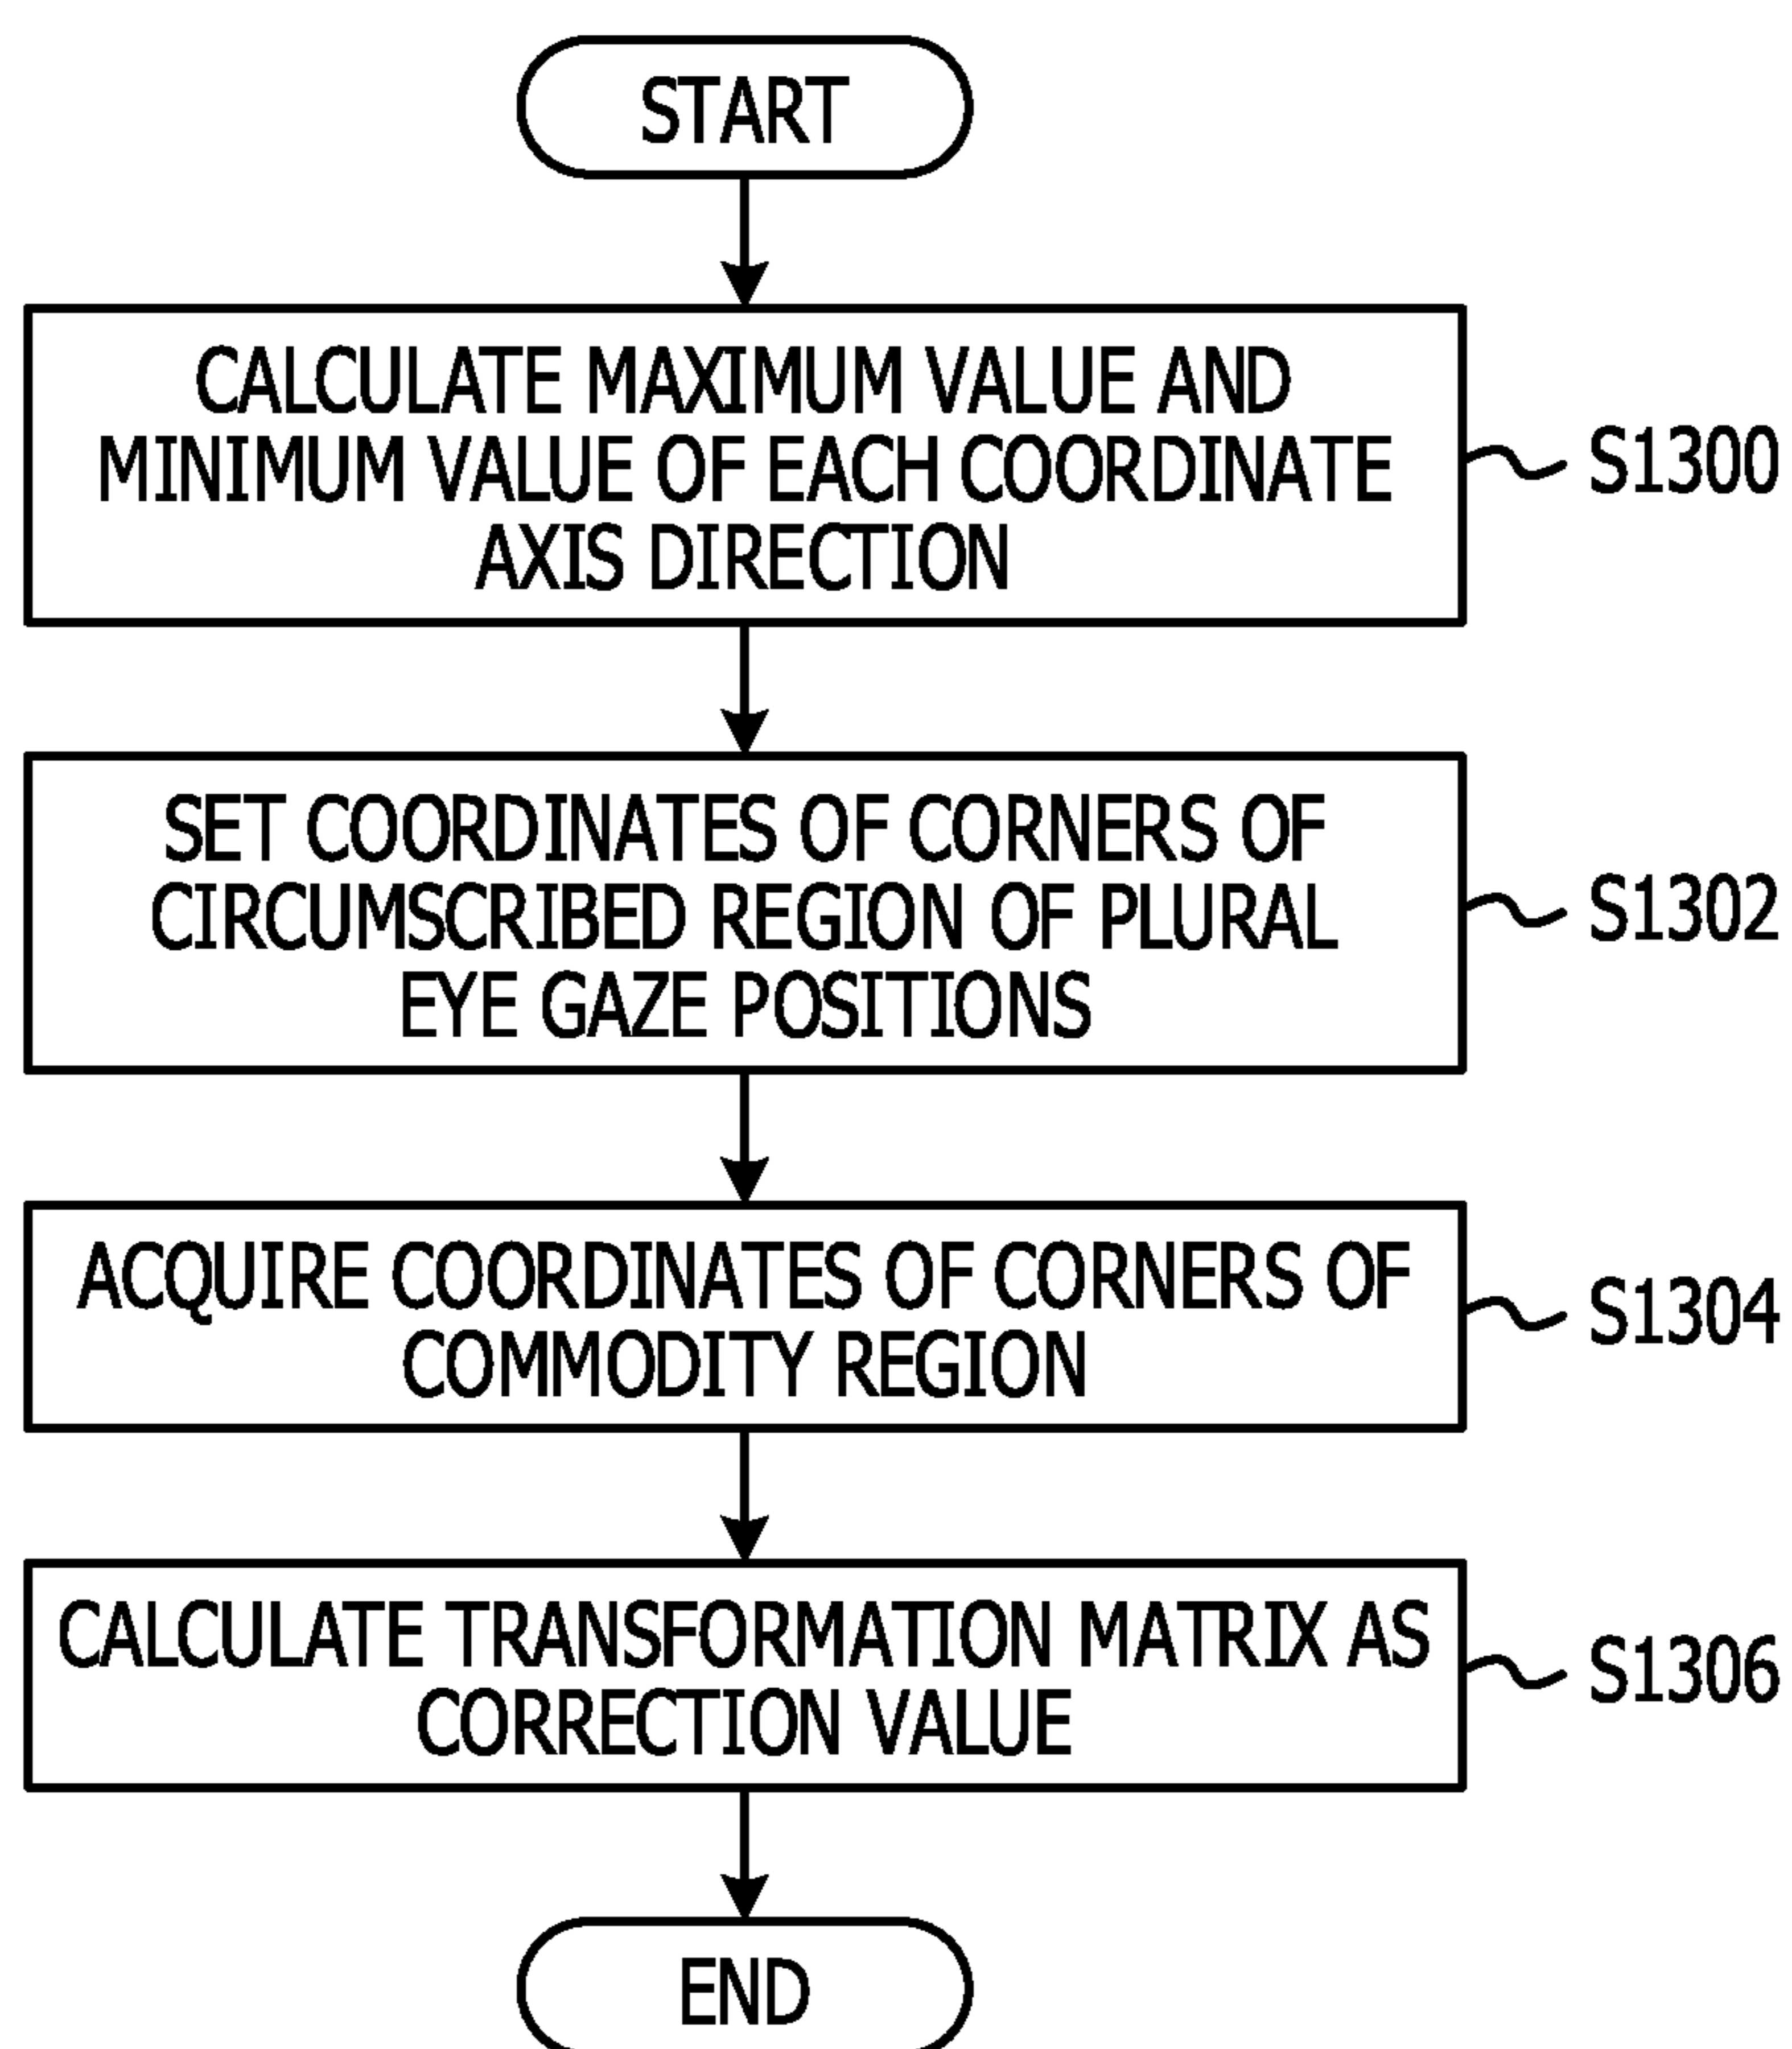 START
CALCULATE MAXIMUM VALUE AND
MINIMUM VALUE OF EACH COORDINATE
AXIS DIRECTION
S1300
SET COORDINATES OF CORNERS OF
CIRCUMSCRIBED REGION OF PLURAL
EYE GAZE POSITIONS
S1302
ACQUIRE COORDINATES OF CORNERS OF
COMMODITY REGION
S1304
CALCULATE TRANSFORMATION MATRIX AS
CORRECTION VALUE
S1306
END